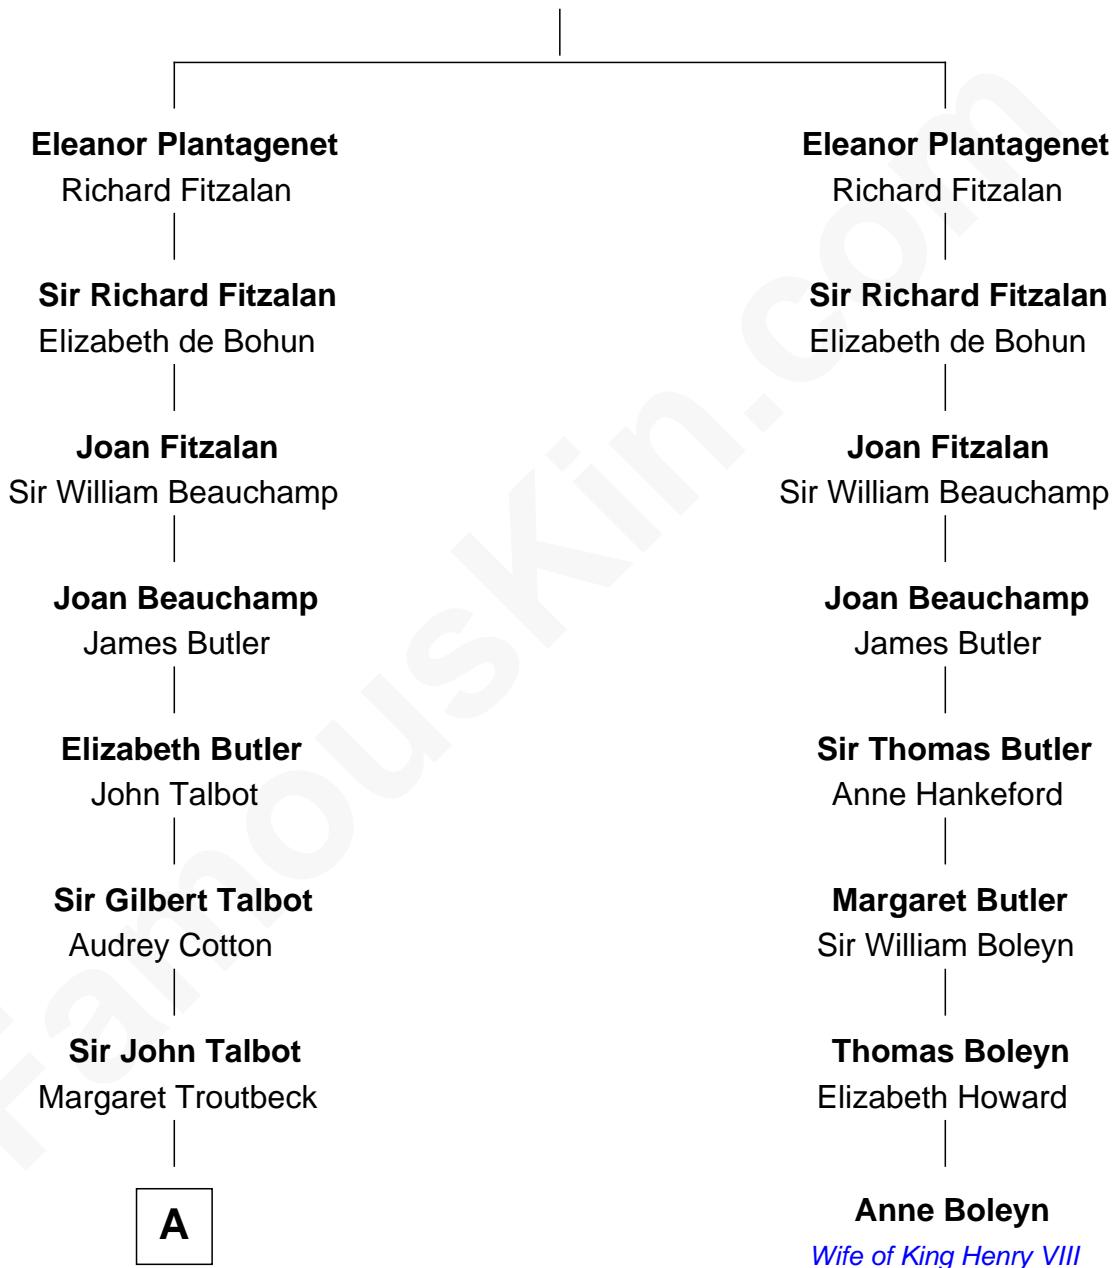 Eleanor Plantagenet
Richard Fitzalan
Sir Richard Fitzalan
Elizabeth de Bohun
Joan Fitzalan
Sir William Beauchamp
Joan Beauchamp
James Butler
Elizabeth Butler
John Talbot
Sir Gilbert Talbot
Audrey Cotton
Sir John Talbot
Margaret Troutbeck
A
Eleanor Plantagenet
Richard Fitzalan
Sir Richard Fitzalan
Elizabeth de Bohun
Joan Fitzalan
Sir William Beauchamp
Joan Beauchamp
James Butler
Sir Thomas Butler
Anne Hankeford
Margaret Butler
Sir William Boleyn
Thomas Boleyn
Elizabeth Howard
Anne Boleyn
Wife of King Henry VIII
FamousKin.com